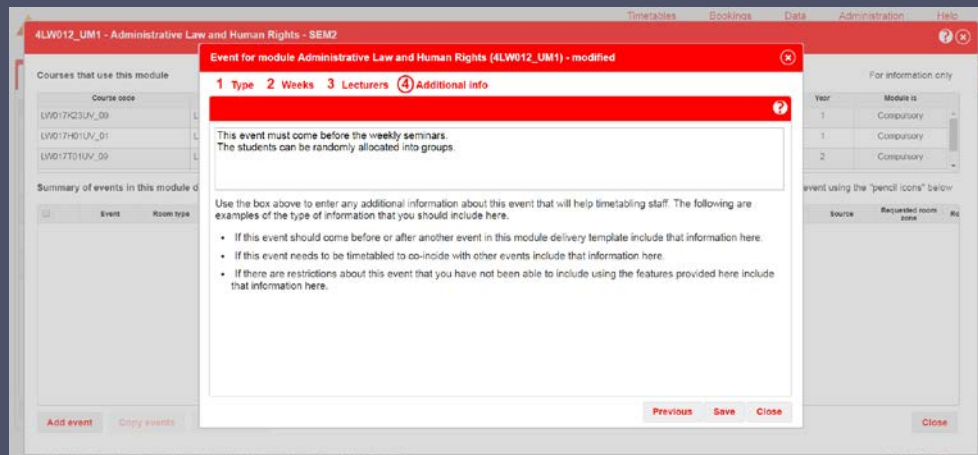 Timetables Bookings Data Administration Help
4LW012_UM1 - Administrative Law and Human Rights - SEM2
Event for module Administrative Law and Human Rights (4LW012_UM1) - modified
Courses that use this module
For information only
1 Type 2 Weeks 3 Lecturers 4 Additional info
Course code
Year Module is
LW017K23UV_09 L
1 Compulsory
This event must come before the weekly seminars.
LW017H01UV_01 L
1 Compulsory
The students can be randomly allocated into groups.
LW017T01UV_09 L
2 Compulsory
Summary of events in this module d
event using the "pencil icons" below
Use the box above to enter any additional information about this event that will help timetabling staff. The following are
examples of the type of information that you should include here.
Event Room type
Source Requested room zone Ro
• If this event should come before or after another event in this module delivery template include that information here.
• If this event needs to be timetabled to co-incide with other events include that information here.
• If there are restrictions about this event that you have not been able to include using the features provided here include
that information here.
Previous Save Close
Add event Copy events
Close